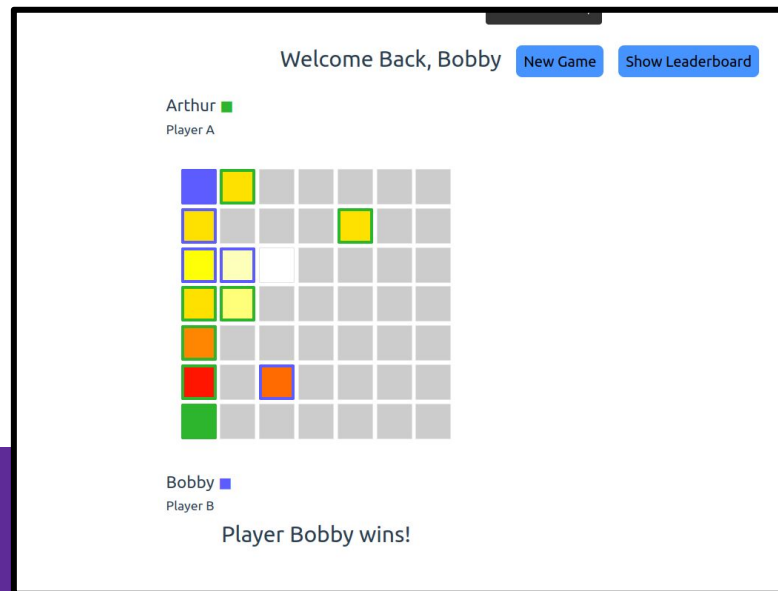 Welcome Back, Bobby
New Game
Show Leaderboard
Arthur
Player A
Bobby
Player B
Player Bobby wins!